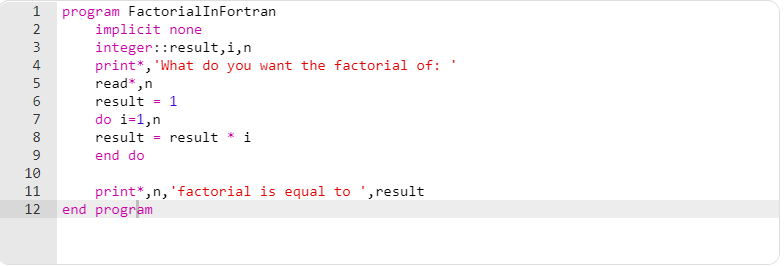 1 program FactorialInFortran
2     implicit none
3     integer::result,i,n
4     print*,'What do you want the factorial of: '
5     read*,n
6     result = 1
7     do i=1,n
8     result = result * i
9     end do
10
11     print*,n,'factorial is equal to ',result
12 end program